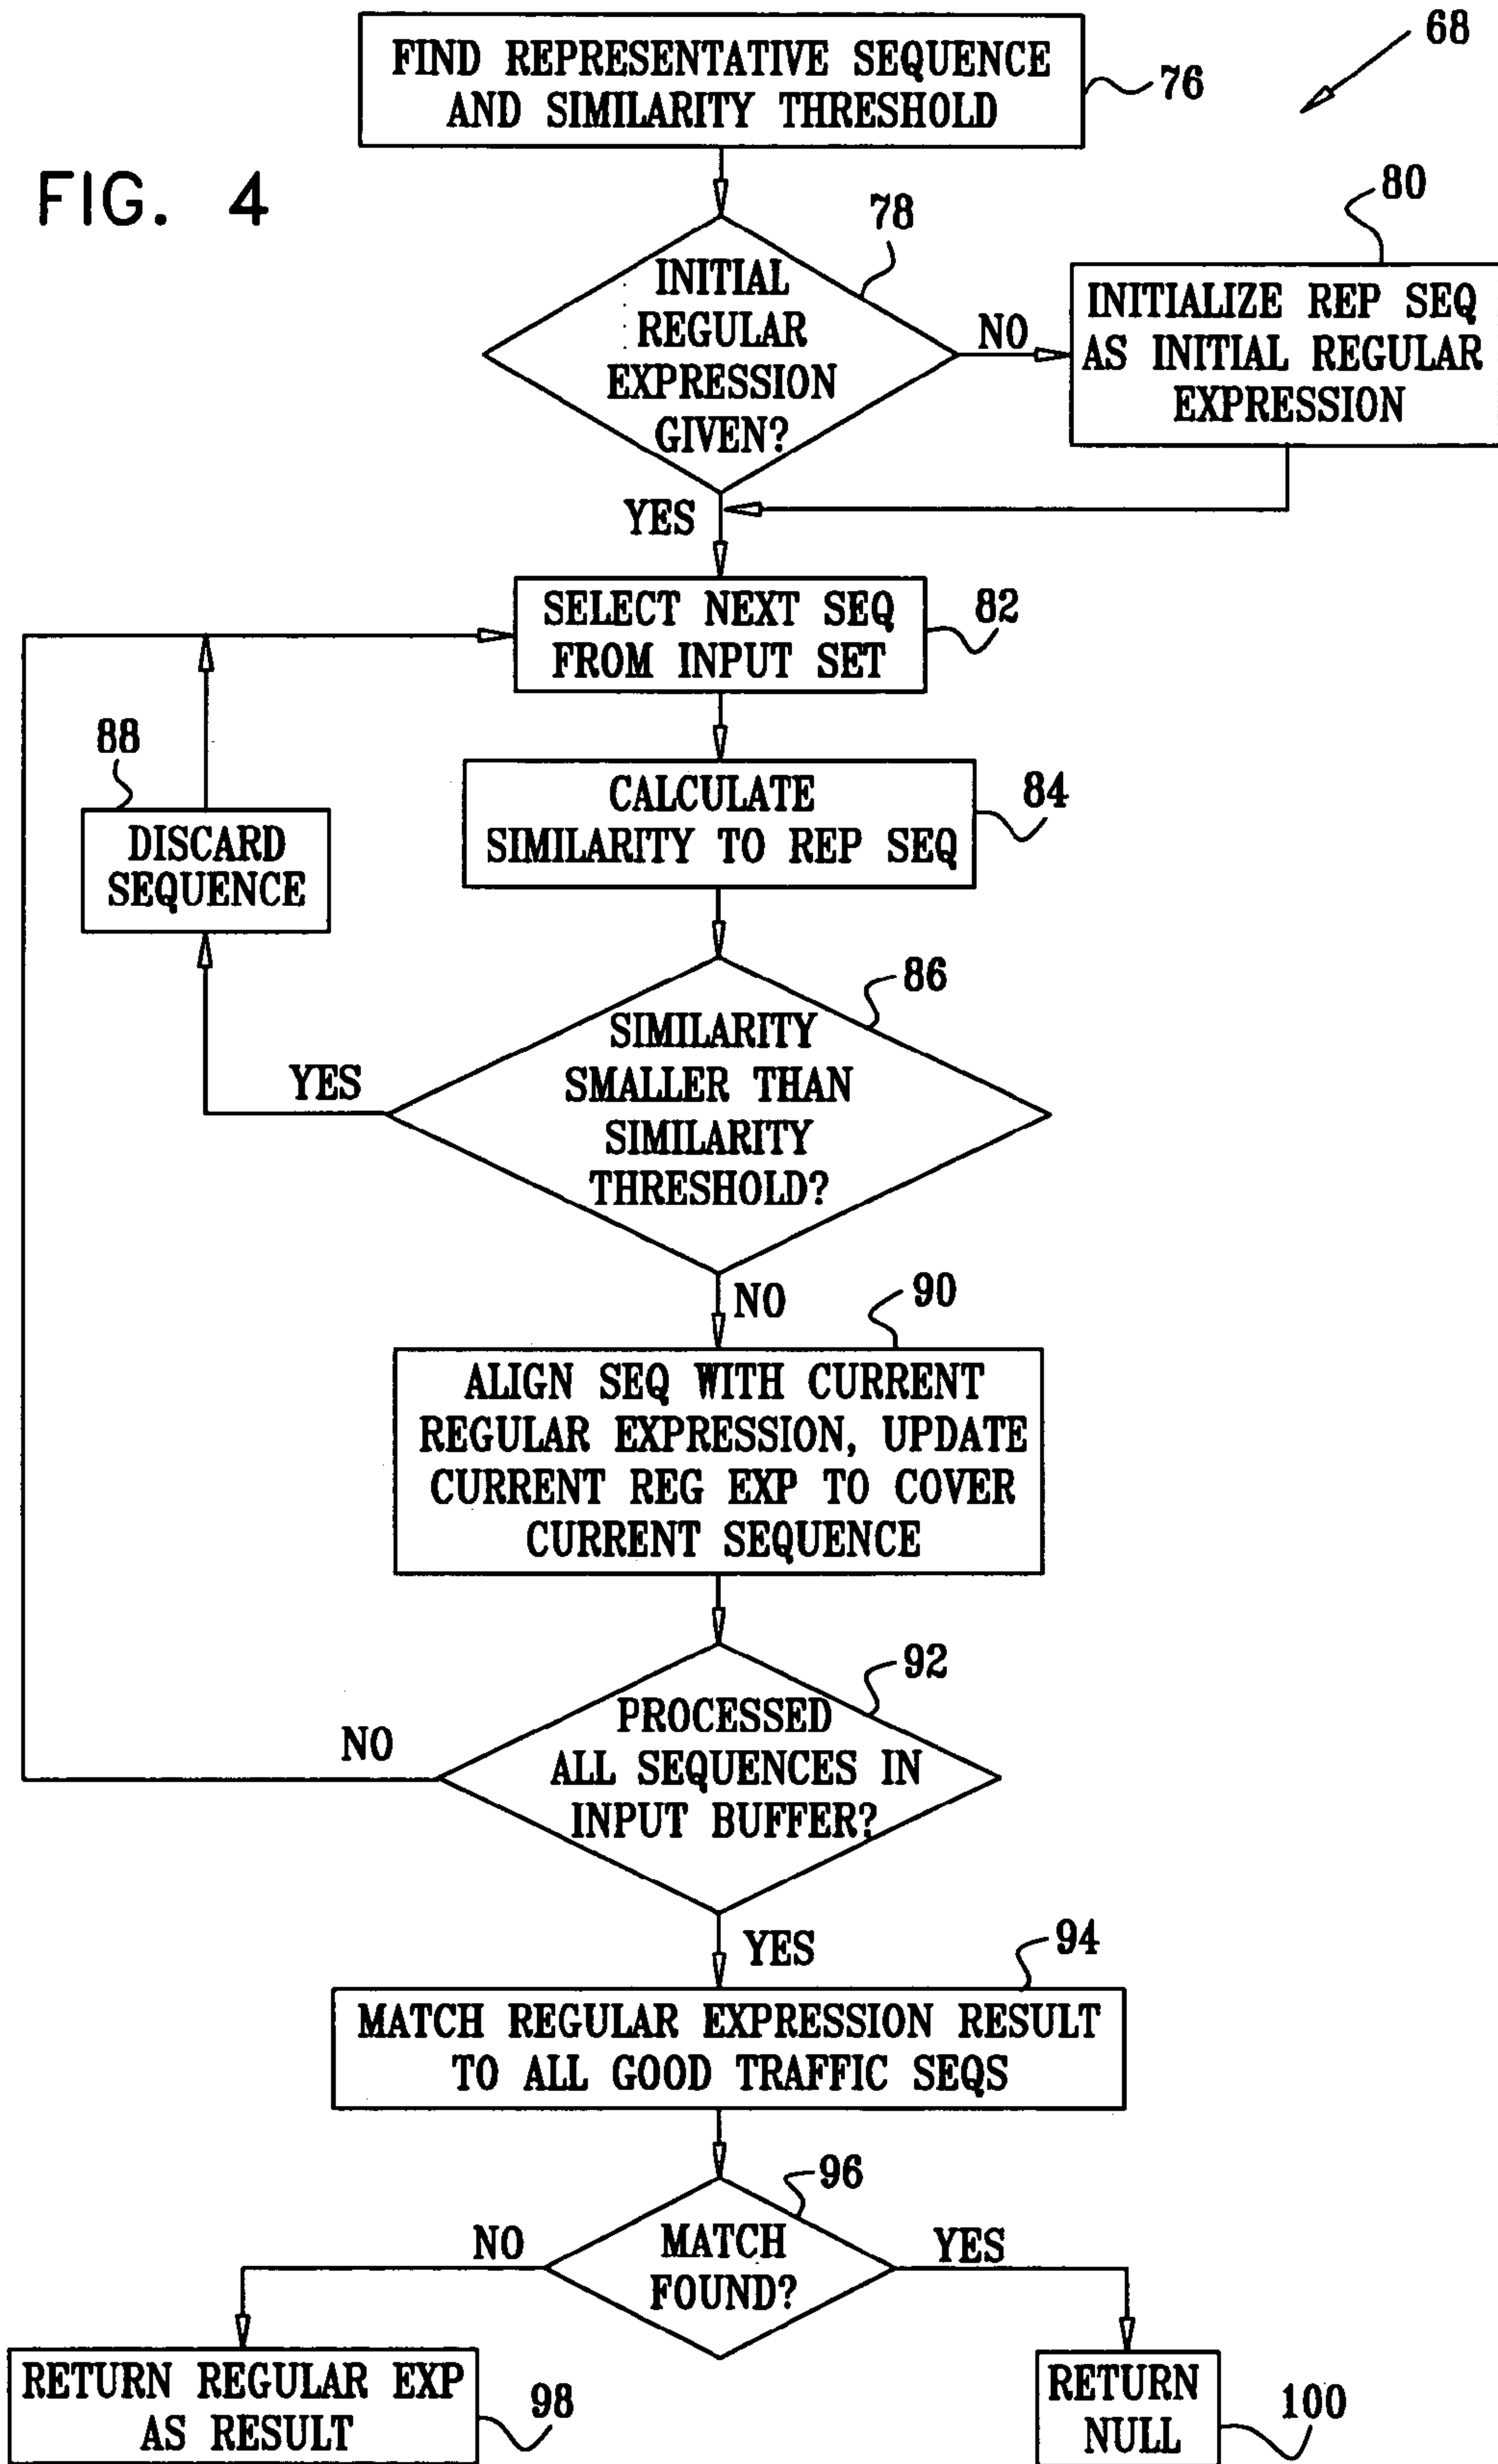 FIND REPRESENTATIVE SEQUENCE
AND SIMILARITY THRESHOLD
76
68
FIG. 4
INITIAL
REGULAR
EXPRESSION
GIVEN?
78
NO
80
INITIALIZE REP SEQ
AS INITIAL REGULAR
EXPRESSION
YES
SELECT NEXT SEQ
FROM INPUT SET
82
88
DISCARD
SEQUENCE
CALCULATE
SIMILARITY TO REP SEQ
84
86
SIMILARITY
SMALLER THAN
SIMILARITY
THRESHOLD?
YES
NO
90
ALIGN SEQ WITH CURRENT
REGULAR EXPRESSION, UPDATE
CURRENT REG EXP TO COVER
CURRENT SEQUENCE
92
PROCESSED
ALL SEQUENCES IN
INPUT BUFFER?
NO
YES
94
MATCH REGULAR EXPRESSION RESULT
TO ALL GOOD TRAFFIC SEQS
96
MATCH
FOUND?
NO
YES
RETURN REGULAR EXP
AS RESULT
98
RETURN
NULL
100